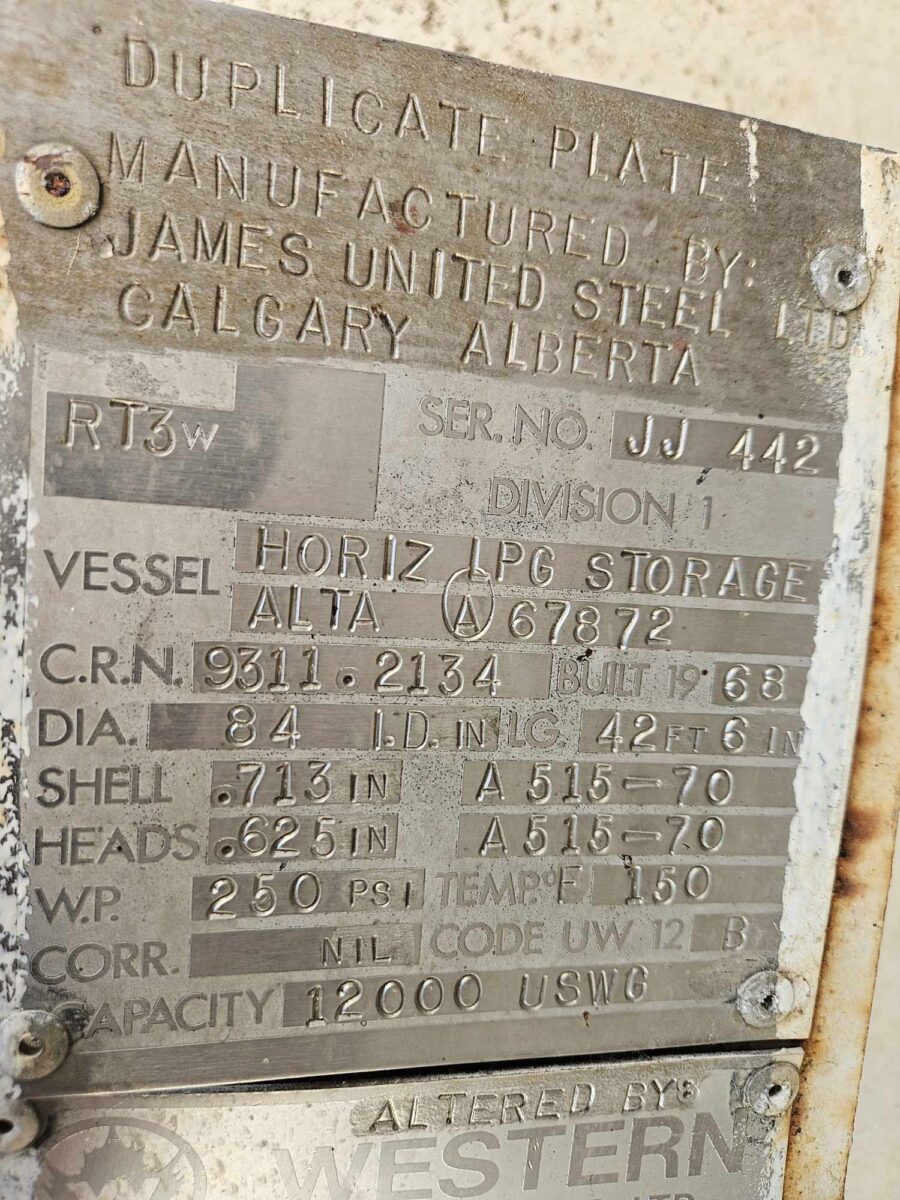 DUPLICATE PLATE
MANUFACTURED BY:
JAMES UNITED STEEL LTD
CALGARY ALBERTA
RT3W SER. NO. JJ 442
DIVISION 1
VESSEL HORIZ LPG STORAGE
ALTA A 67872
C.R.N. 9311.2134 BUILT 19 68
DIA. 84 I.D. IN LG 42 FT 6 IN
SHELL .713 IN A 515-70
HEADS .625 IN A 515-70
W.P. 250 PSI TEMP.°F 150
CORR. NIL CODE UW 12 B
CAPACITY 12000 USWG
ALTERED BY:
WESTERN
LTD